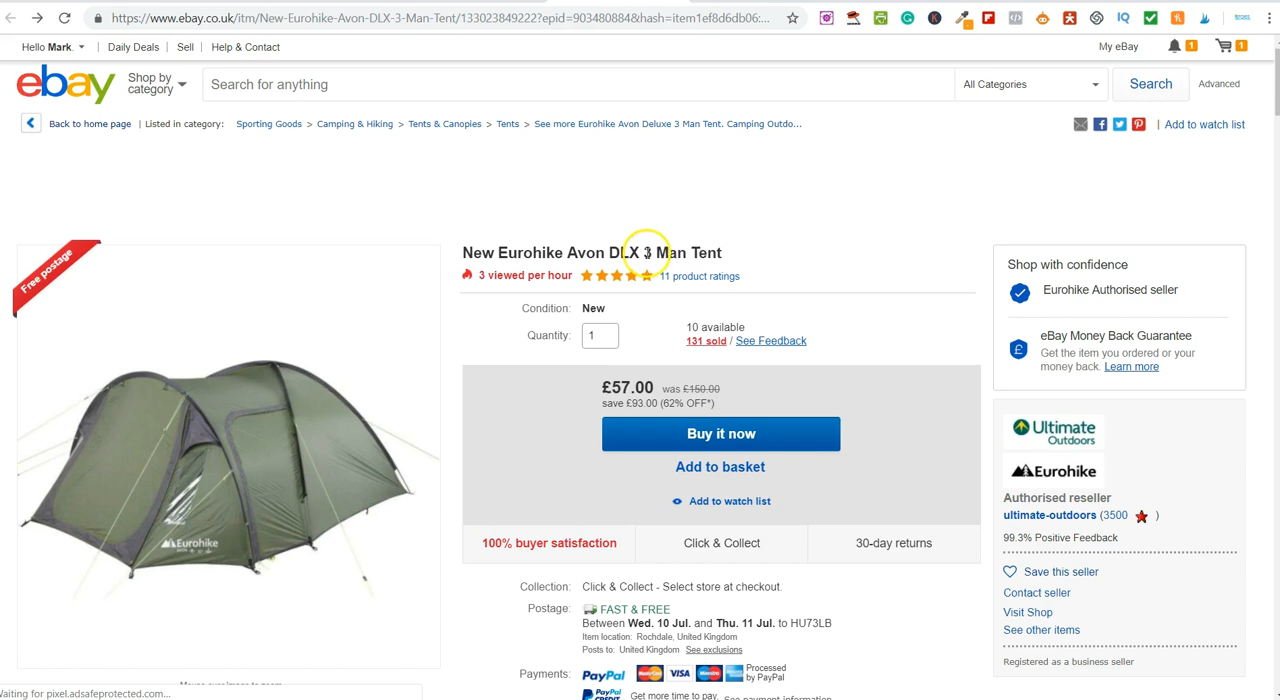 https://www.ebay.co.uk/itm/New-Eurohike-Avon-DLX-3-Man-Tent/133023849222?epid=903480884&hash=item1ef8d6db06:...
Hello Mark. Daily Deals | Sell | Help & Contact
My eBay 1 1
ebay
Shop by category
Search for anything
All Categories
Search
Advanced
Back to home page | Listed in category: Sporting Goods > Camping & Hiking > Tents & Canopies > Tents > See more Eurohike Avon Deluxe 3 Man Tent. Camping Outdo...
| Add to watch list
Free postage
Eurohike
New Eurohike Avon DLX 3 Man Tent
3 viewed per hour
11 product ratings
Condition: New
Quantity: 1
10 available
131 sold / See Feedback
£57.00 was £150.00
save £93.00 (62% OFF*)
Buy it now
Add to basket
Add to watch list
100% buyer satisfaction
Click & Collect
30-day returns
Collection: Click & Collect - Select store at checkout.
Postage: FAST & FREE
Between Wed. 10 Jul. and Thu. 11 Jul. to HU73LB
Item location: Rochdale, United Kingdom
Posts to: United Kingdom See exclusions
Payments: PayPal VISA Processed by PayPal
PayPal Get more time to pay. See payment information
CREDIT
Shop with confidence
Eurohike Authorised seller
eBay Money Back Guarantee
Get the item you ordered or your
money back. Learn more
Ultimate
Outdoors
Eurohike
Authorised reseller
ultimate-outdoors (3500 )
99.3% Positive Feedback
Save this seller
Contact seller
Visit Shop
See other items
Registered as a business seller
Waiting for pixel.adsafeprotected.com...